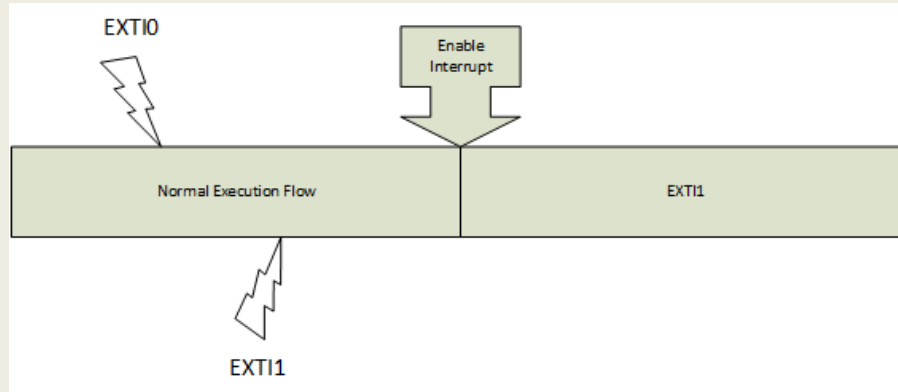 EXTI0
Enable
Interrupt
Normal Execution Flow
EXTI1
EXTI1